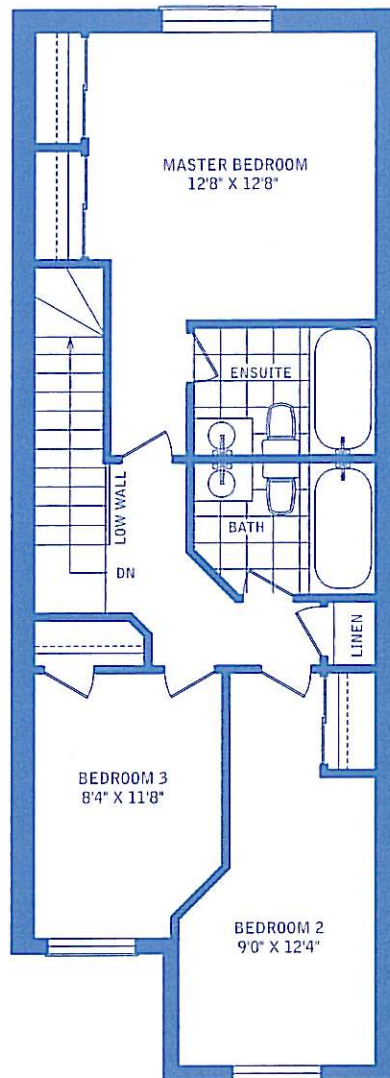 MASTER BEDROOM
12'8" X 12'8"
ENSUITE
LOW WALL
BATH
DN
LINEN
BEDROOM 3
8'4" X 11'8"
BEDROOM 2
9'0" X 12'4"